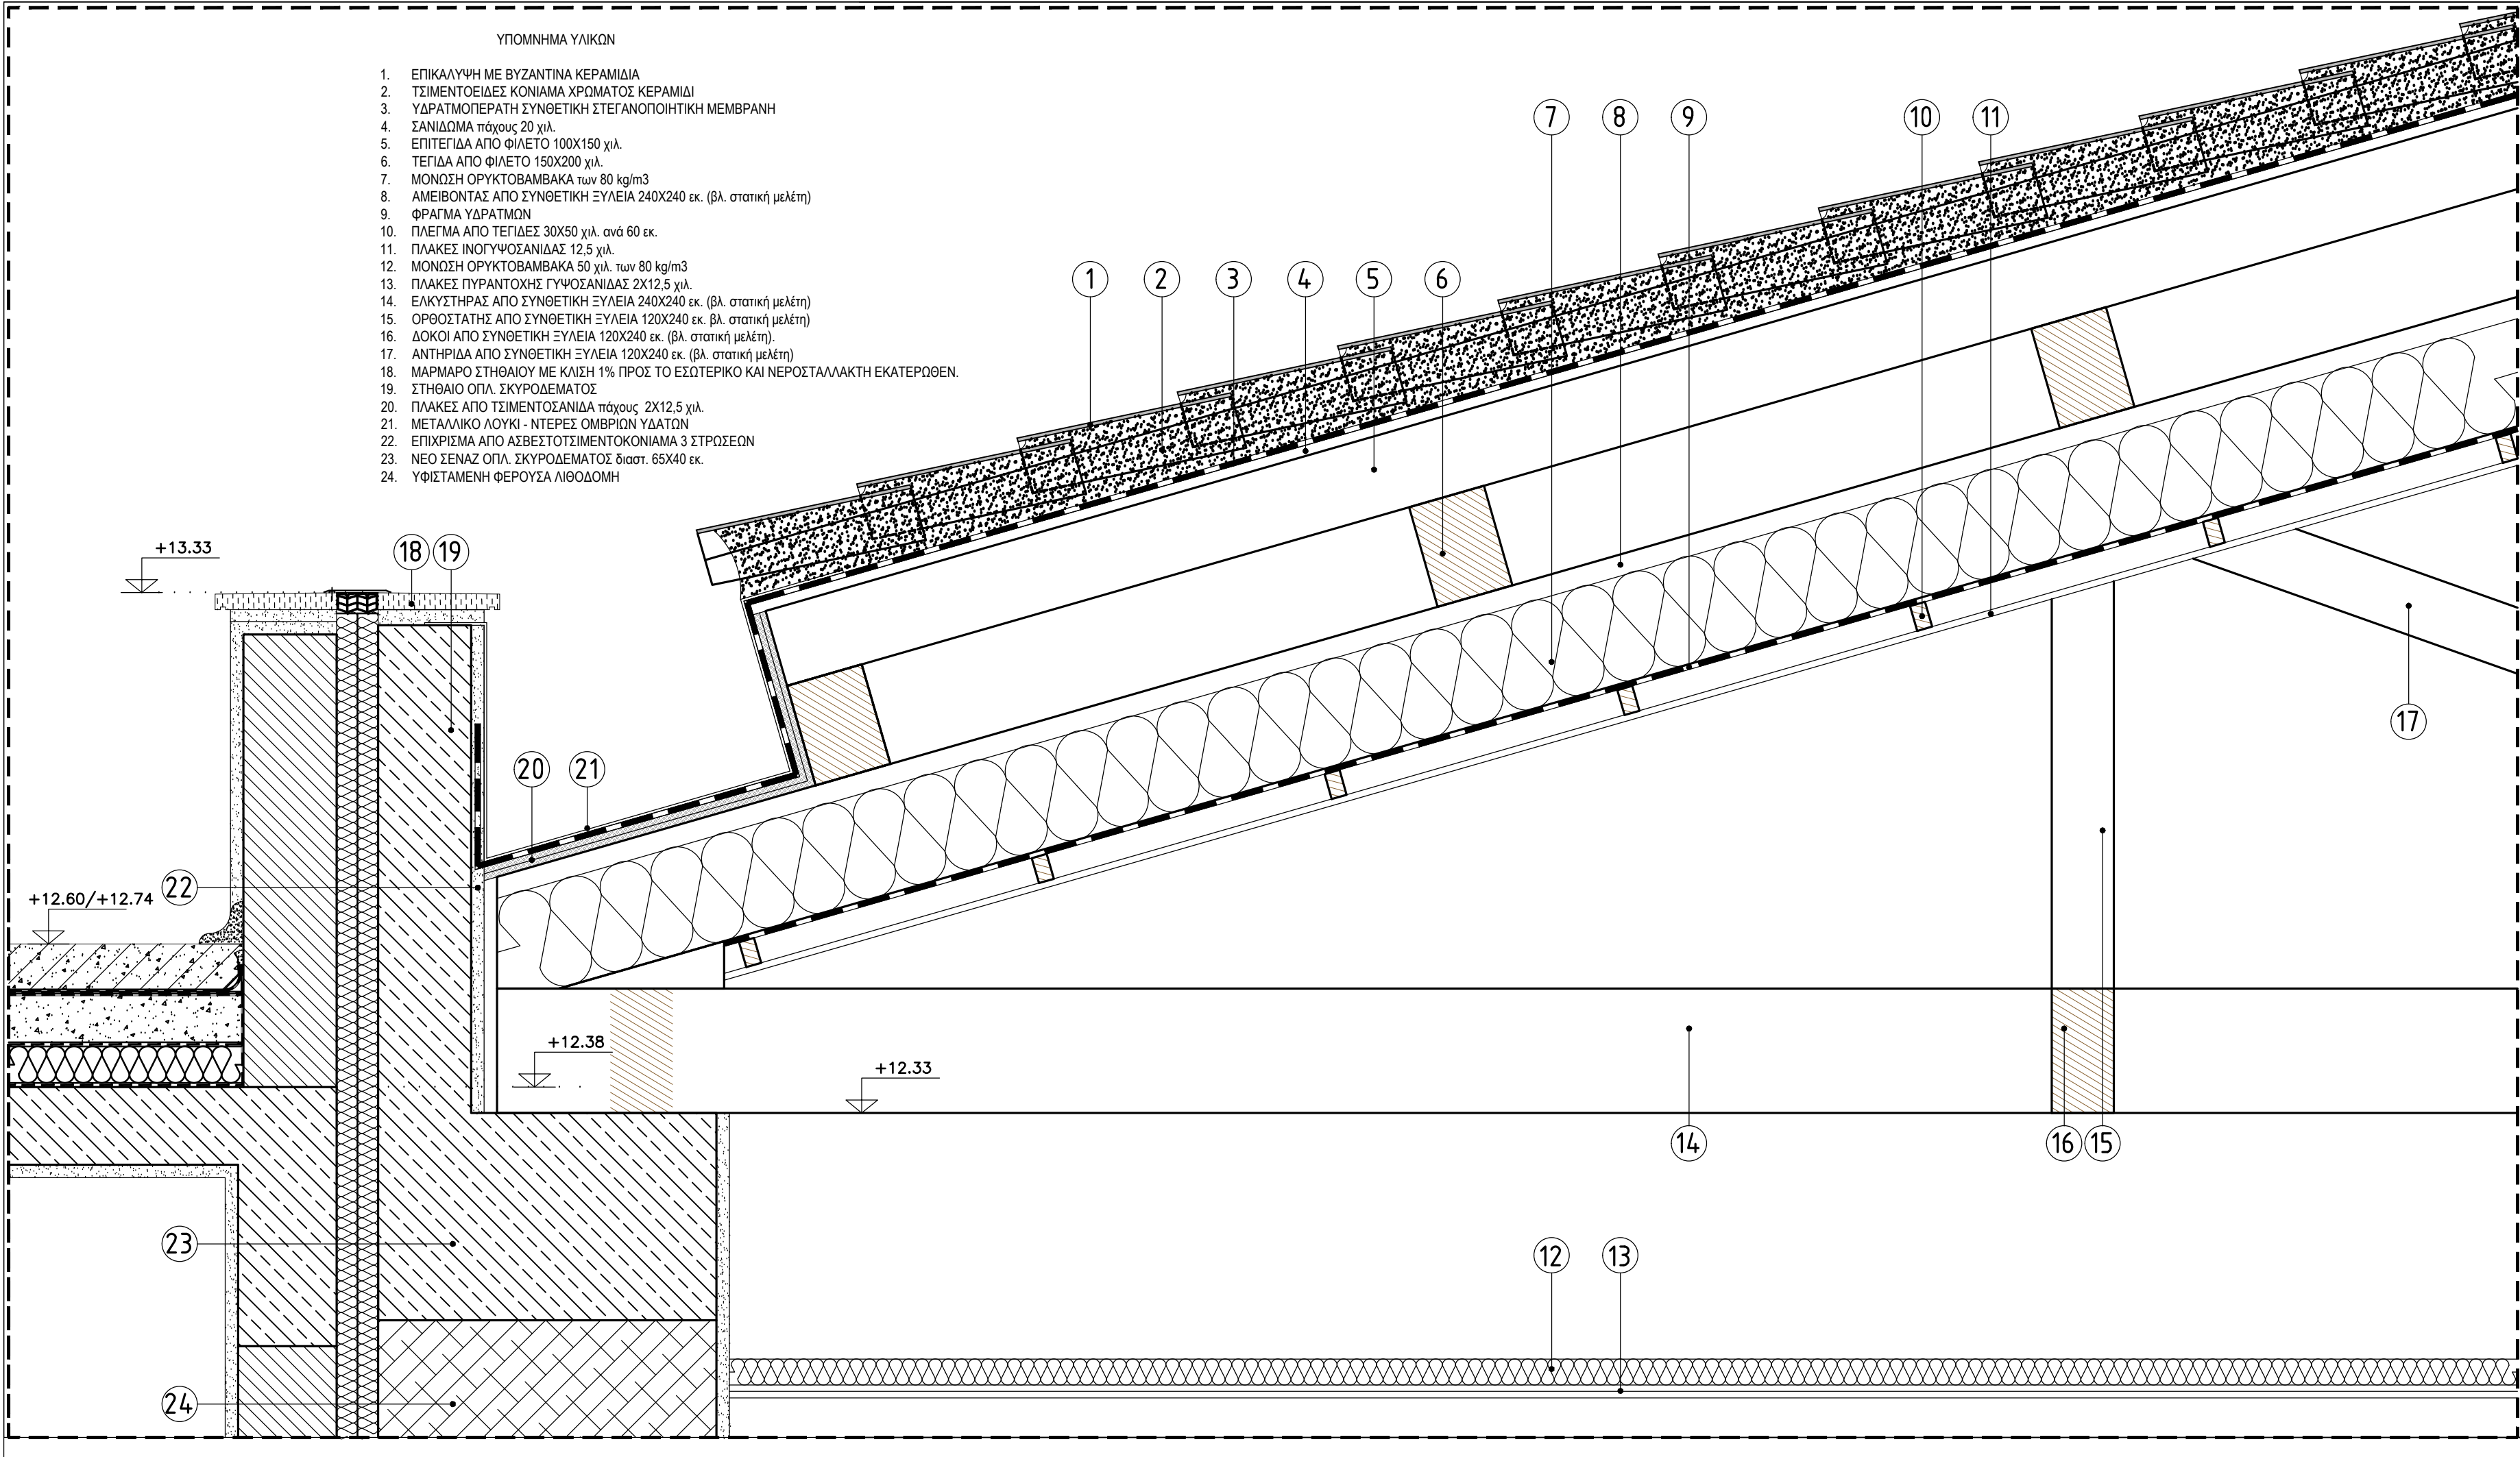 ΥΠΟΜΝΗΜΑ ΥΛΙΚΩΝ
1. ΕΠΙΚΑΛΥΨΗ ΜΕ ΒΥΖΑΝΤΙΝΑ ΚΕΡΑΜΙΔΙΑ
2. ΤΣΙΜΕΝΤΟΕΙΔΕΣ ΚΟΝΙΑΜΑ ΧΡΩΜΑΤΟΣ ΚΕΡΑΜΙΔΙ
3. ΥΔΡΑΤΜΟΠΕΡΑΤΗ ΣΥΝΘΕΤΙΚΗ ΣΤΕΓΑΝΟΠΟΙΗΤΙΚΗ ΜΕΜΒΡΑΝΗ
4. ΣΑΝΙΔΩΜΑ πάχους 20 χιλ.
5. ΕΠΙΤΕΓΙΔΑ ΑΠΟ ΦΙΛΕΤΟ 100Χ150 χιλ.
6. ΤΕΓΙΔΑ ΑΠΟ ΦΙΛΕΤΟ 150Χ200 χιλ.
7. ΜΟΝΩΣΗ ΟΡΥΚΤΟΒΑΜΒΑΚΑ των 80 kg/m3
8. ΑΜΕΙΒΟΝΤΑΣ ΑΠΟ ΣΥΝΘΕΤΙΚΗ ΞΥΛΕΙΑ 240Χ240 εκ. (βλ. στατική μελέτη)
9. ΦΡΑΓΜΑ ΥΔΡΑΤΜΩΝ
10. ΠΛΕΓΜΑ ΑΠΟ ΤΕΓΙΔΕΣ 30Χ50 χιλ. ανά 60 εκ.
11. ΠΛΑΚΕΣ ΙΝΟΓΥΨΟΣΑΝΙΔΑΣ 12,5 χιλ.
12. ΜΟΝΩΣΗ ΟΡΥΚΤΟΒΑΜΒΑΚΑ 50 χιλ. των 80 kg/m3
13. ΠΛΑΚΕΣ ΠΥΡΑΝΤΟΧΗΣ ΓΥΨΟΣΑΝΙΔΑΣ 2Χ12,5 χιλ.
14. ΕΛΚΥΣΤΗΡΑΣ ΑΠΟ ΣΥΝΘΕΤΙΚΗ ΞΥΛΕΙΑ 240Χ240 εκ. (βλ. στατική μελέτη)
15. ΟΡΘΟΣΤΑΤΗΣ ΑΠΟ ΣΥΝΘΕΤΙΚΗ ΞΥΛΕΙΑ 120Χ240 εκ. βλ. στατική μελέτη)
16. ΔΟΚΟΙ ΑΠΟ ΣΥΝΘΕΤΙΚΗ ΞΥΛΕΙΑ 120Χ240 εκ. (βλ. στατική μελέτη).
17. ΑΝΤΗΡΙΔΑ ΑΠΟ ΣΥΝΘΕΤΙΚΗ ΞΥΛΕΙΑ 120Χ240 εκ. (βλ. στατική μελέτη)
18. ΜΑΡΜΑΡΟ ΣΤΗΘΑΙΟΥ ΜΕ ΚΛΙΣΗ 1% ΠΡΟΣ ΤΟ ΕΣΩΤΕΡΙΚΟ ΚΑΙ ΝΕΡΟΣΤΑΛΛΑΚΤΗ ΕΚΑΤΕΡΩΘΕΝ.
19. ΣΤΗΘΑΙΟ ΟΠΛ. ΣΚΥΡΟΔΕΜΑΤΟΣ
20. ΠΛΑΚΕΣ ΑΠΟ ΤΣΙΜΕΝΤΟΣΑΝΙΔΑ πάχους 2Χ12,5 χιλ.
21. ΜΕΤΑΛΛΙΚΟ ΛΟΥΚΙ - ΝΤΕΡΕΣ ΟΜΒΡΙΩΝ ΥΔΑΤΩΝ
22. ΕΠΙΧΡΙΣΜΑ ΑΠΟ ΑΣΒΕΣΤΟΤΣΙΜΕΝΤΟΚΟΝΙΑΜΑ 3 ΣΤΡΩΣΕΩΝ
23. ΝΕΟ ΣΕΝΑΖ ΟΠΛ. ΣΚΥΡΟΔΕΜΑΤΟΣ διαστ. 65Χ40 εκ.
24. ΥΦΙΣΤΑΜΕΝΗ ΦΕΡΟΥΣΑ ΛΙΘΟΔΟΜΗ
7 8 9 10 11
1 2 3 4 5 6
+13.33
18 19
17
20 21
22
+12.60/+12.74
+12.38
+12.33
14 16 15
23
12 13
24